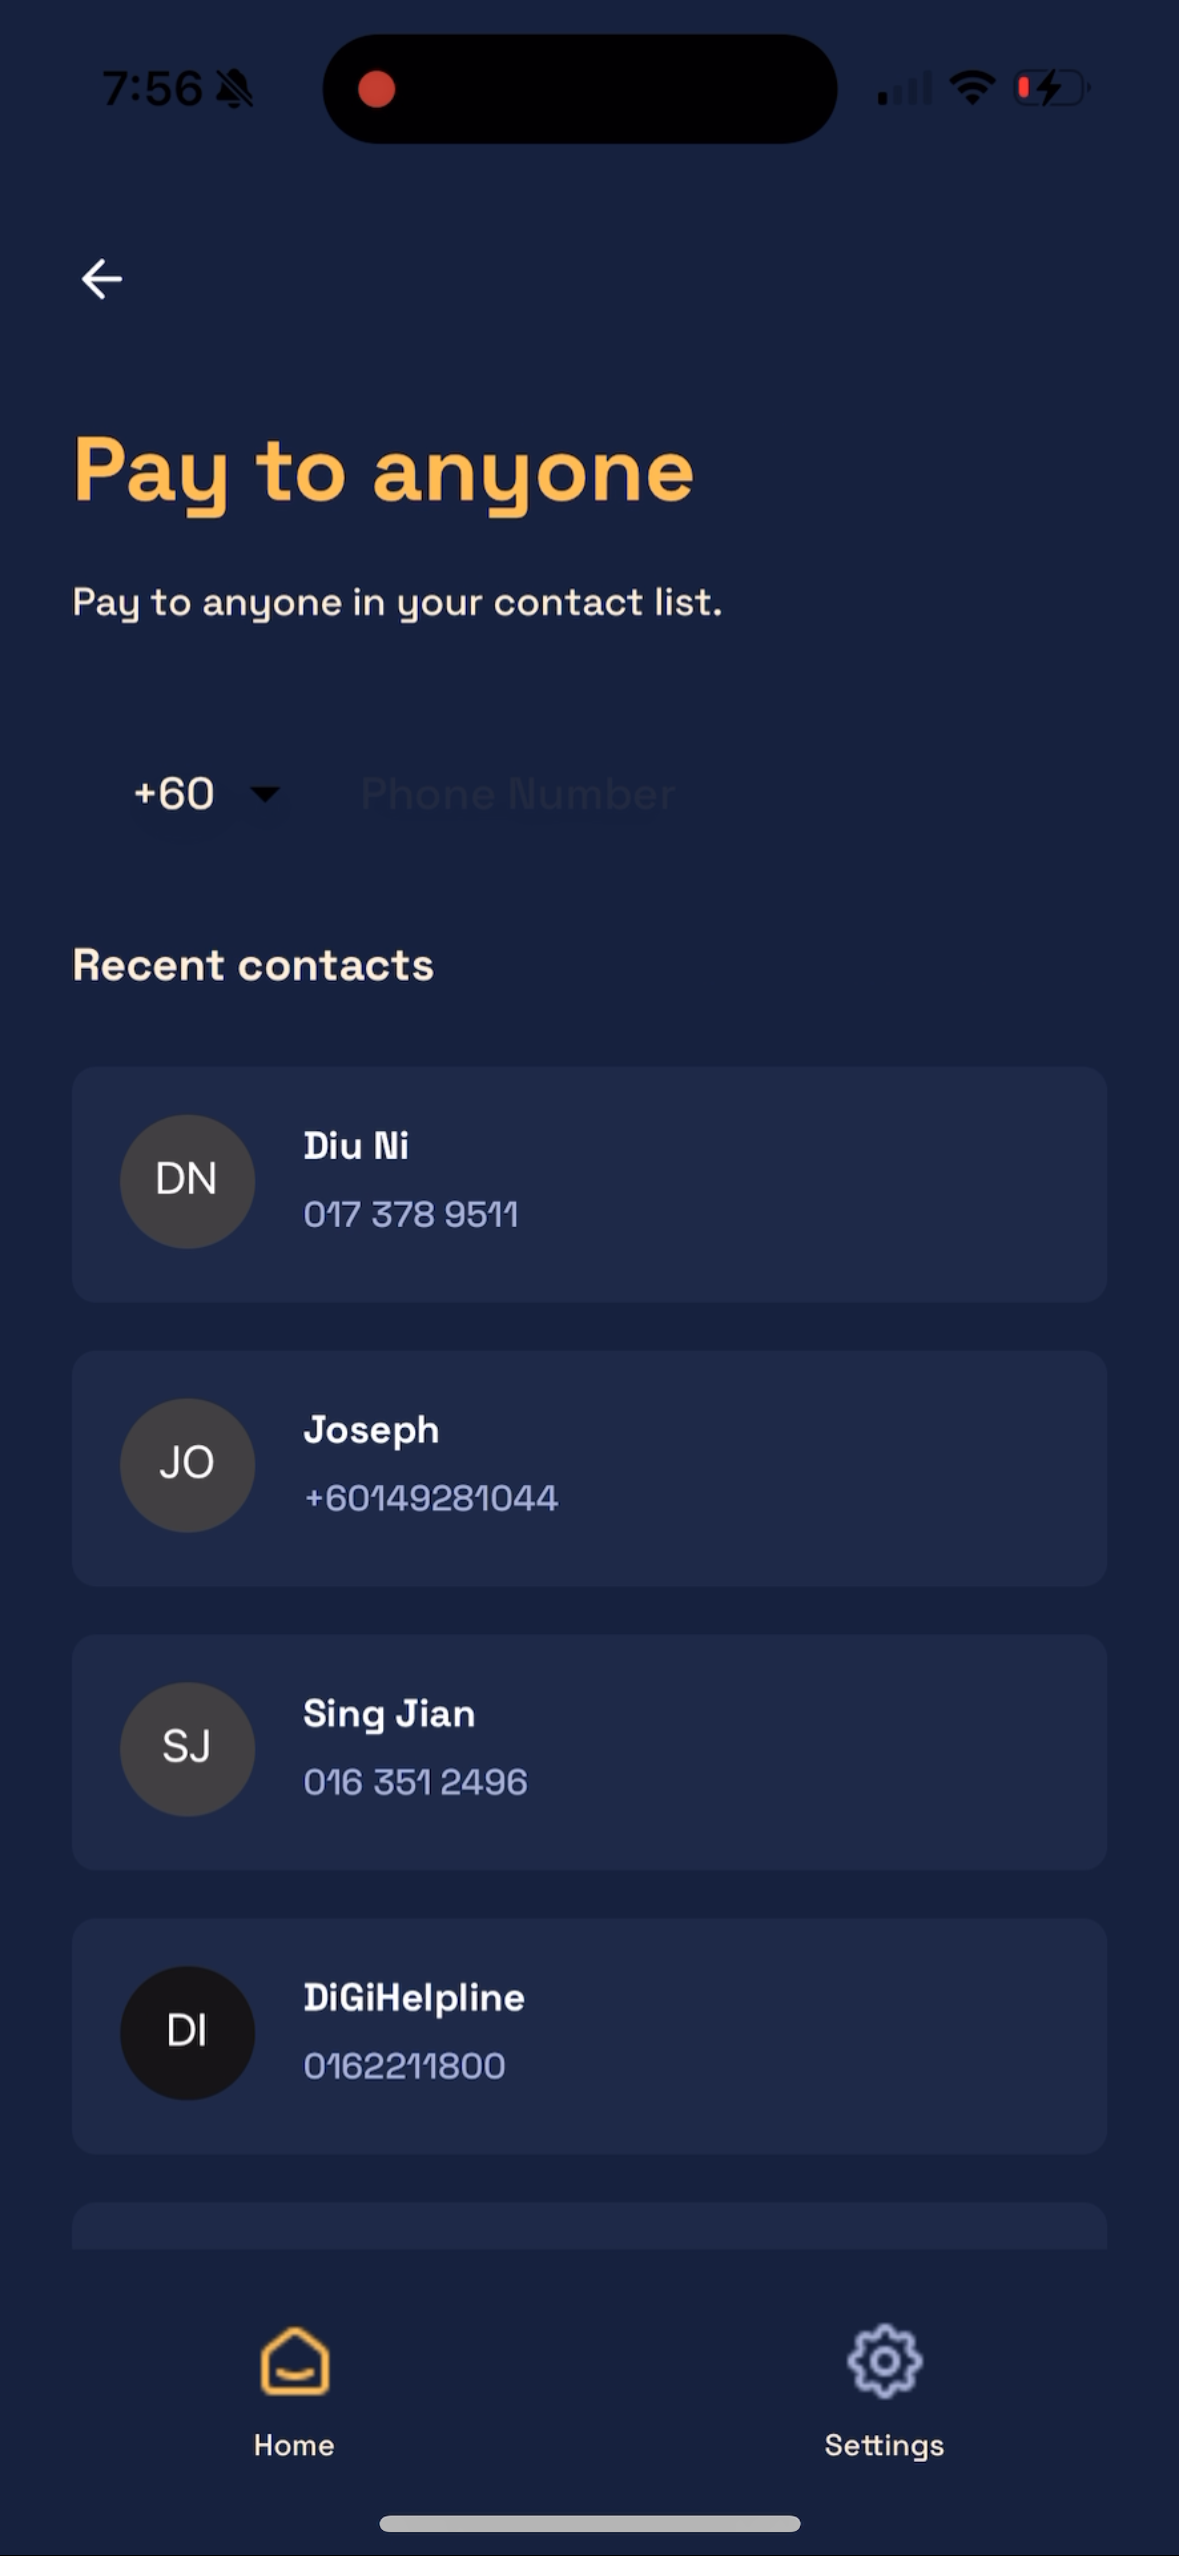 7:56
Pay to anyone
Pay to anyone in your contact list.
+60 Phone Number
Recent contacts
DN
Diu Ni
017 378 9511
JO
Joseph
+60149281044
SJ
Sing Jian
016 351 2496
DI
DiGiHelpline
0162211800
Home Settings